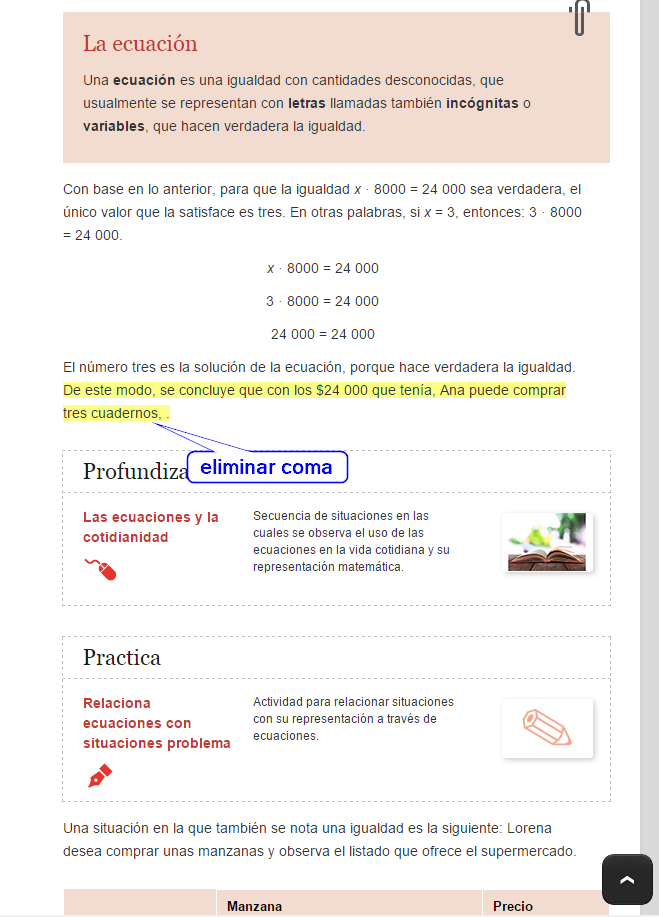 La ecuación
Una ecuación es una igualdad con cantidades desconocidas, que
usualmente se representan con letras llamadas también incógnitas o
variables, que hacen verdadera la igualdad.
Con base en lo anterior, para que la igualdad x · 8000 = 24 000 sea verdadera, el
único valor que la satisface es tres. En otras palabras, si x = 3, entonces: 3 · 8000
= 24 000.
x · 8000 = 24 000
3 · 8000 = 24 000
24 000 = 24 000
El número tres es la solución de la ecuación, porque hace verdadera la igualdad.
De este modo, se concluye que con los $24 000 que tenía, Ana puede comprar
tres cuadernos, .
eliminar coma
Profundiza
Las ecuaciones y la
cotidianidad
Secuencia de situaciones en las
cuales se observa el uso de las
ecuaciones en la vida cotidiana y su
representación matemática.
Practica
Relaciona
ecuaciones con
situaciones problema
Actividad para relacionar situaciones
con su representación a través de
ecuaciones.
Una situación en la que también se nota una igualdad es la siguiente: Lorena
desea comprar unas manzanas y observa el listado que ofrece el supermercado.
Manzana Precio